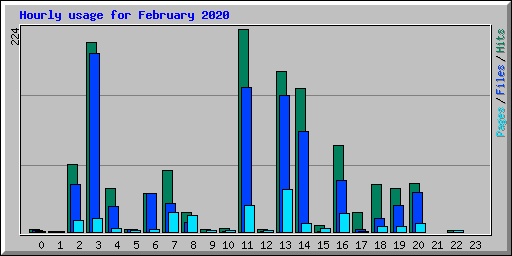 Hourly usage for February 2020
224
Pages/Files/Hits
0 1 2 3 4 5 6 7 8 9 10 11 12 13 14 15 16 17 18 19 20 21 22 23